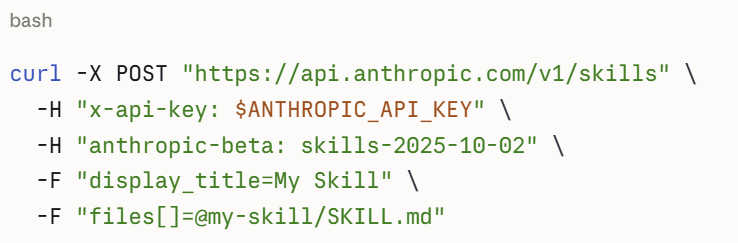 bash
curl -X POST "https://api.anthropic.com/v1/skills" \
  -H "x-api-key: $ANTHROPIC_API_KEY" \
  -H "anthropic-beta: skills-2025-10-02" \
  -F "display_title=My Skill" \
  -F "files[]=@my-skill/SKILL.md"